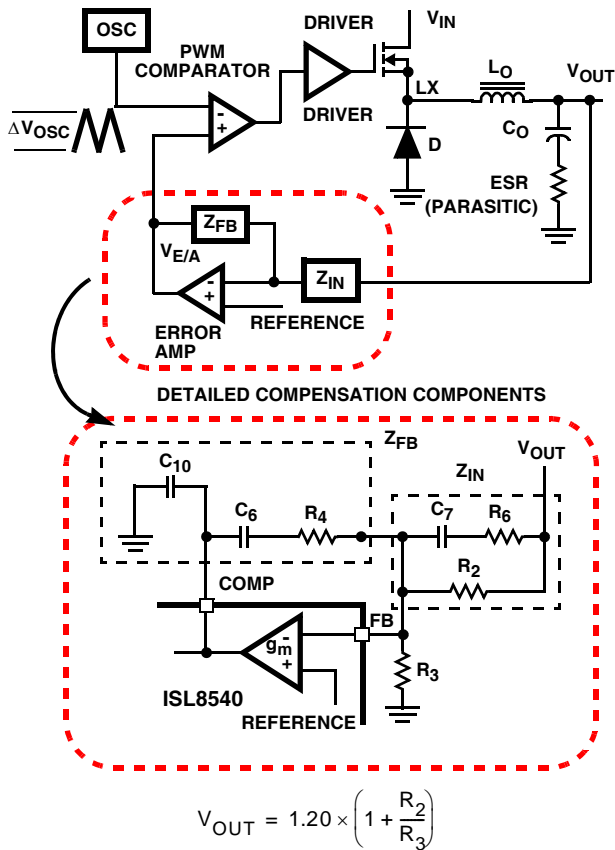 OSC
PWM
COMPARATOR
DRIVER
DRIVER
V_IN
LX
L_O
V_OUT
C_O
D
ESR
(PARASITIC)
ΔV_OSC
-
+
Z_FB
V_E/A
Z_IN
-
+
REFERENCE
ERROR
AMP
DETAILED COMPENSATION COMPONENTS
Z_FB
V_OUT
Z_IN
C_10
C_6
R_4
C_7
R_6
R_2
COMP
FB
g_m
-
+
R_3
ISL8540
REFERENCE
V_OUT = 1.20 × (1 + R_2/R_3)